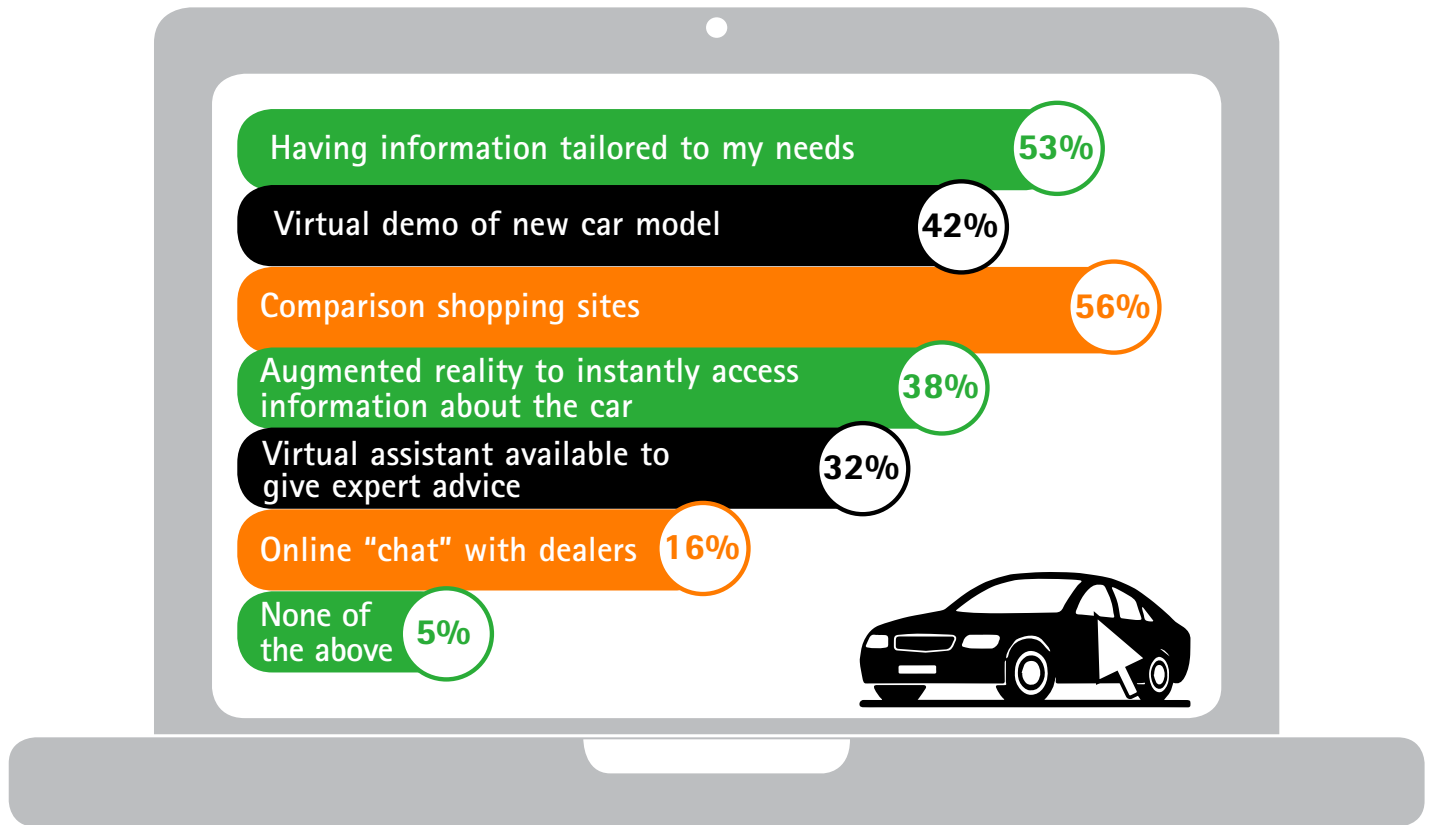 Having information tailored to my needs 53%
Virtual demo of new car model 42%
Comparison shopping sites 56%
Augmented reality to instantly access
information about the car 38%
Virtual assistant available to
give expert advice 32%
Online “chat” with dealers 16%
None of
the above 5%